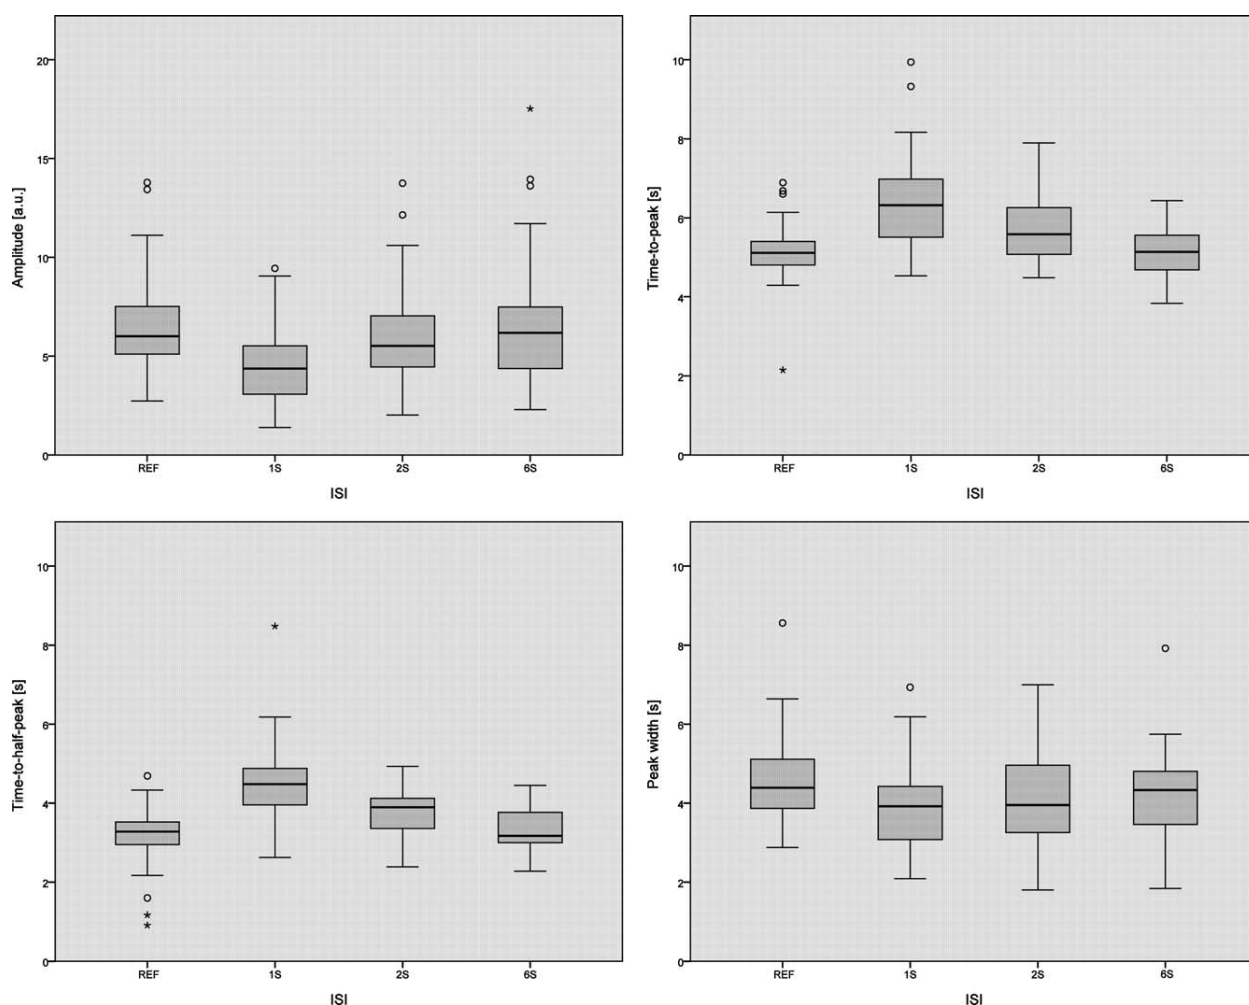 Amplitude [a.u.]
20
15
10
5
0
REF 1S 2S 6S
ISI
Time-to-peak [s]
10
8
6
4
2
0
REF 1S 2S 6S
ISI
Time-to-half-peak [s]
10
8
6
4
2
0
REF 1S 2S 6S
ISI
Peak width [s]
10
8
6
4
2
0
REF 1S 2S 6S
ISI